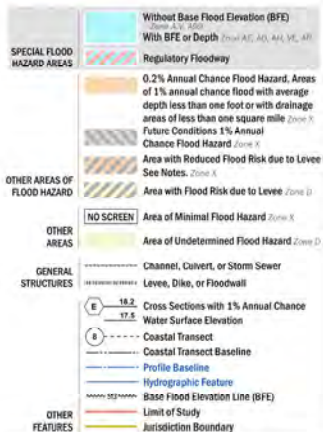 Without Base Flood Elevation (BFE)
Zone A, V, A99
With BFE or Depth Zone AE, AO, AH, VE, AR
SPECIAL FLOOD
HAZARD AREAS
Regulatory Floodway
0.2% Annual Chance Flood Hazard, Areas
of 1% annual chance flood with average
depth less than one foot or with drainage
areas of less than one square mile Zone X
Future Conditions 1% Annual
Chance Flood Hazard Zone X
Area with Reduced Flood Risk due to Levee
See Notes. Zone X
OTHER AREAS OF
FLOOD HAZARD
Area with Flood Risk due to Levee Zone D
NO SCREEN Area of Minimal Flood Hazard Zone X
OTHER
AREAS
Area of Undetermined Flood Hazard Zone D
GENERAL
STRUCTURES
Channel, Culvert, or Storm Sewer
Levee, Dike, or Floodwall
E 18.2 Cross Sections with 1% Annual Chance
17.5 Water Surface Elevation
8 Coastal Transect
Coastal Transect Baseline
Profile Baseline
Hydrographic Feature
513 Base Flood Elevation Line (BFE)
OTHER
FEATURES
Limit of Study
Jurisdiction Boundary